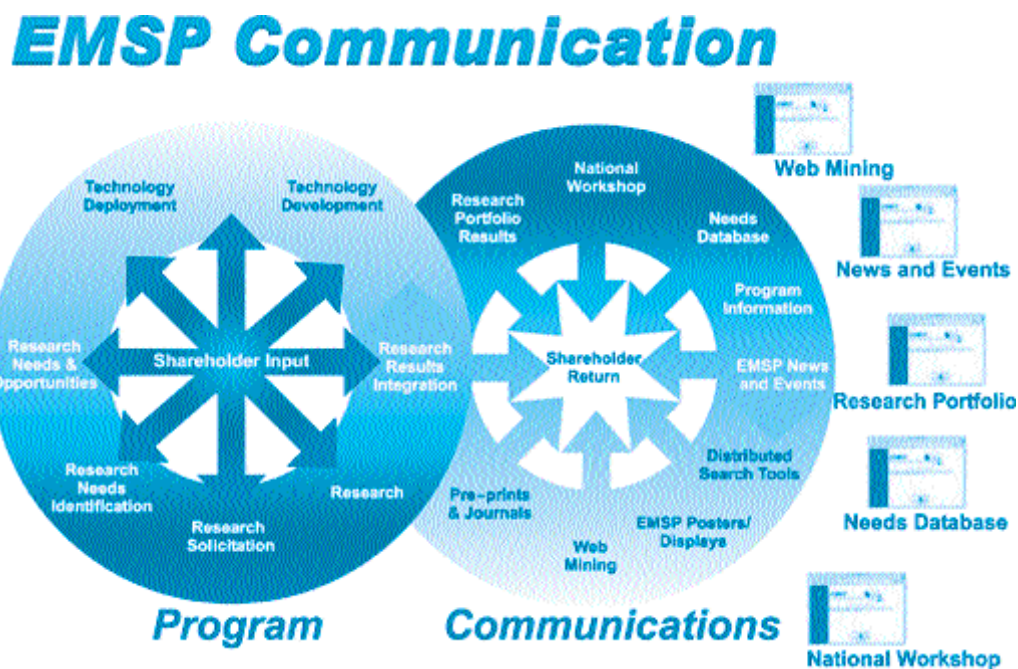 EMSP Communication
Technology
Deployment
Technology
Development
Research
Needs &
Opportunities
Shareholder Input
Research
Results
Integration
Research
Needs
Identification
Research
Solicitation
Research
Program
National
Workshop
Research
Portfolio
Results
Needs
Database
Program
Information
Shareholder
Return
EMSP News
and Events
Distributed
Search Tools
Pre-prints
& Journals
EMSP Posters/
Displays
Web
Mining
Communications
Web Mining
News and Events
Research Portfolio
Needs Database
National Workshop